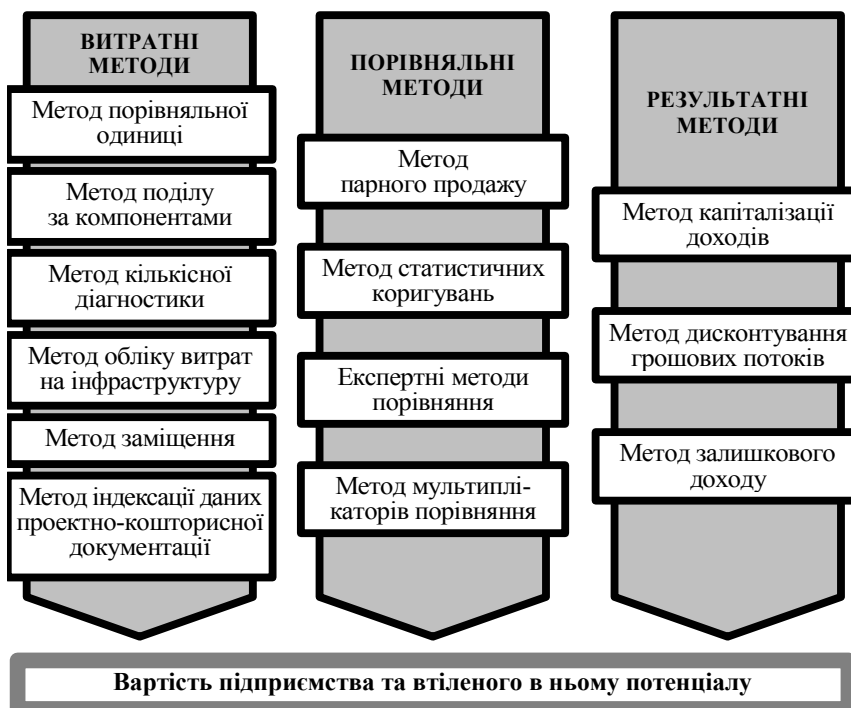 ВИТРАТНІ
МЕТОДИ
Метод порівняльної
одиниці
Метод поділу
за компонентами
Метод кількісної
діагностики
Метод обліку витрат
на інфраструктуру
Метод заміщення
Метод індексації даних
проектно-кошторисної
документації
ПОРІВНЯЛЬНІ
МЕТОДИ
Метод
парного продажу
Метод статистичних
коригувань
Експертні методи
порівняння
Метод мультиплі-
каторів порівняння
РЕЗУЛЬТАТНІ
МЕТОДИ
Метод капіталізації
доходів
Метод дисконтування
грошових потоків
Метод залишкового
доходу
Вартість підприємства та втіленого в ньому потенціалу